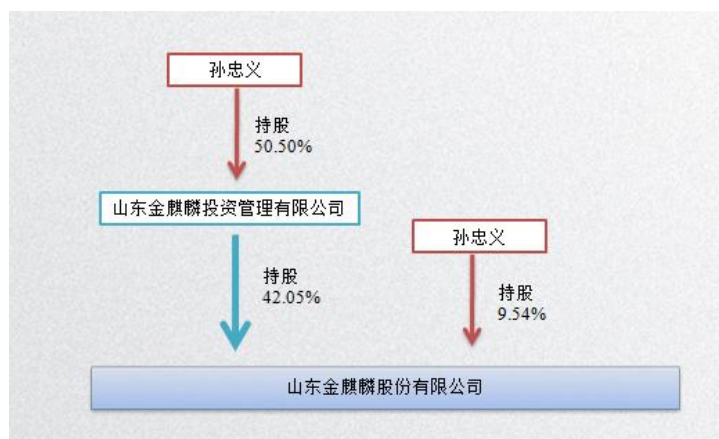 孙忠义
持股
50.50%
山东金麒麟投资管理有限公司
孙忠义
持股
42.05%
持股
9.54%
山东金麒麟股份有限公司